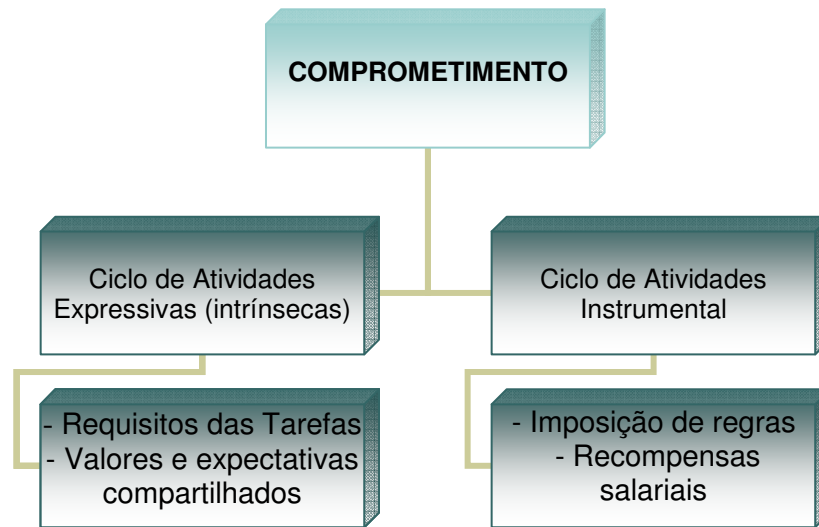 COMPROMETIMENTO
Ciclo de Atividades
Expressivas (intrínsecas)
Ciclo de Atividades
Instrumental
- Requisitos das Tarefas
- Valores e expectativas
compartilhados
- Imposição de regras
- Recompensas
salariais